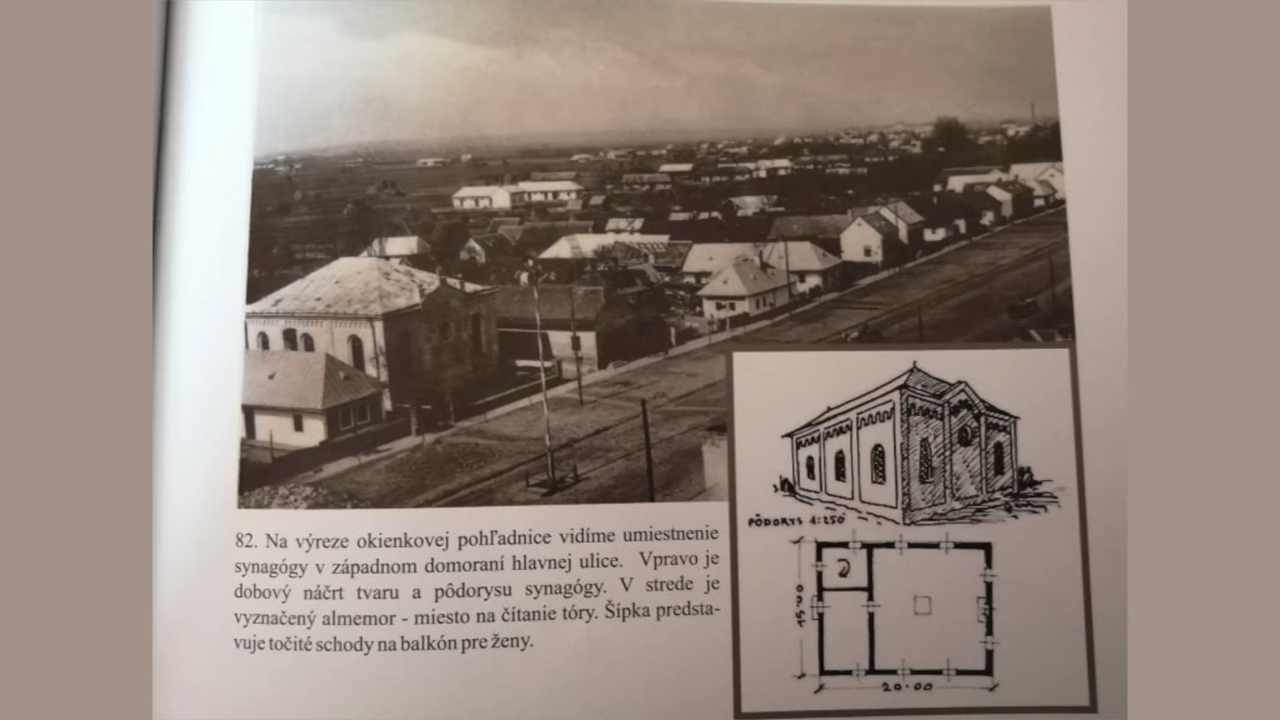 82. Na výreze okienkovej pohľadnice vidíme umiestnenie
synagógy v západnom domoraní hlavnej ulice. Vpravo je
dobový náčrt tvaru a pôdorysu synagógy. V strede je
vyznačený almemor - miesto na čítanie tóry. Šípka predsta-
vuje točité schody na balkón pre ženy.
PÔDORYS 1:250
15·00
20·00